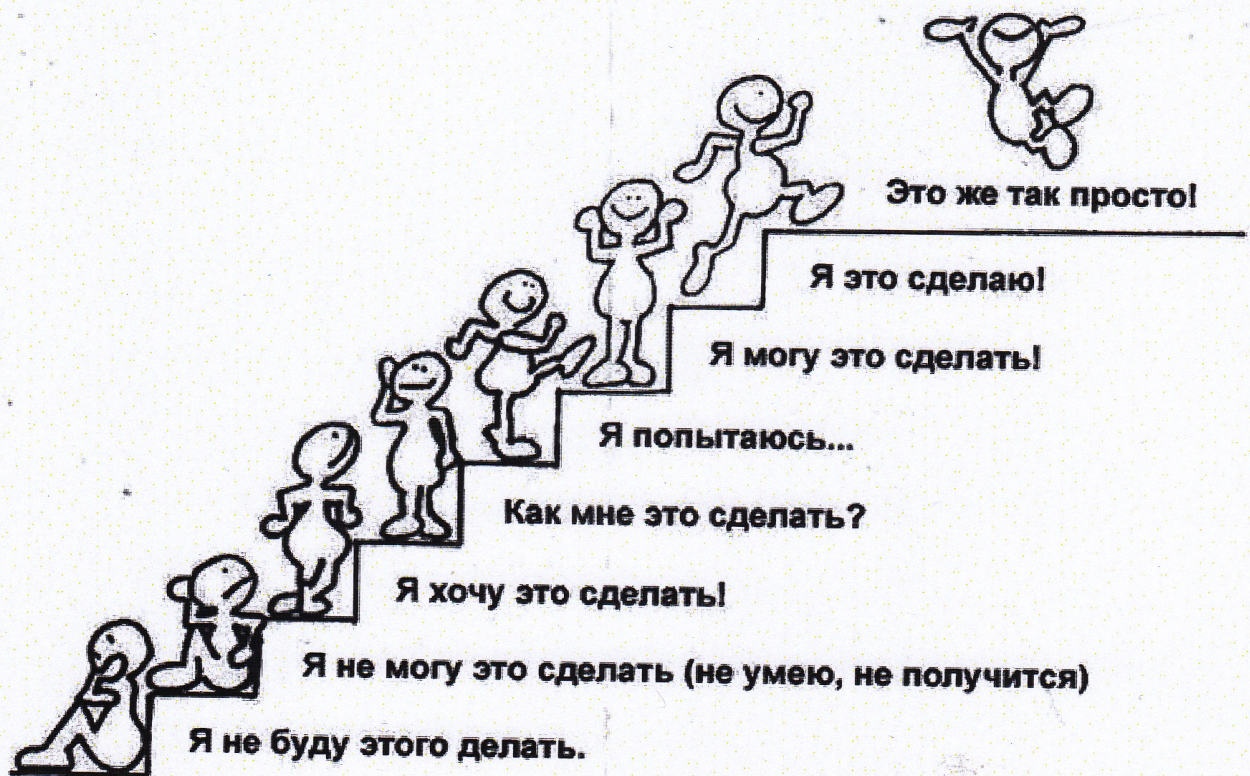 Это же так просто!
Я это сделаю!
Я могу это сделать!
Я попытаюсь...
Как мне это сделать?
Я хочу это сделать!
Я не могу это сделать (не умею, не получится)
Я не буду этого делать.